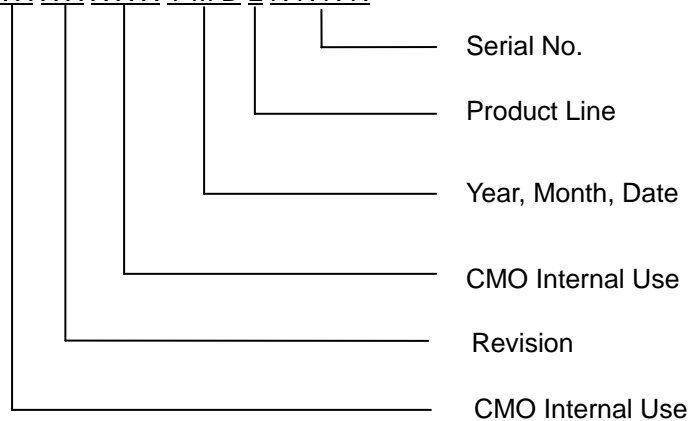 Serial No.
Product Line
Year, Month, Date
CMO Internal Use
Revision
CMO Internal Use